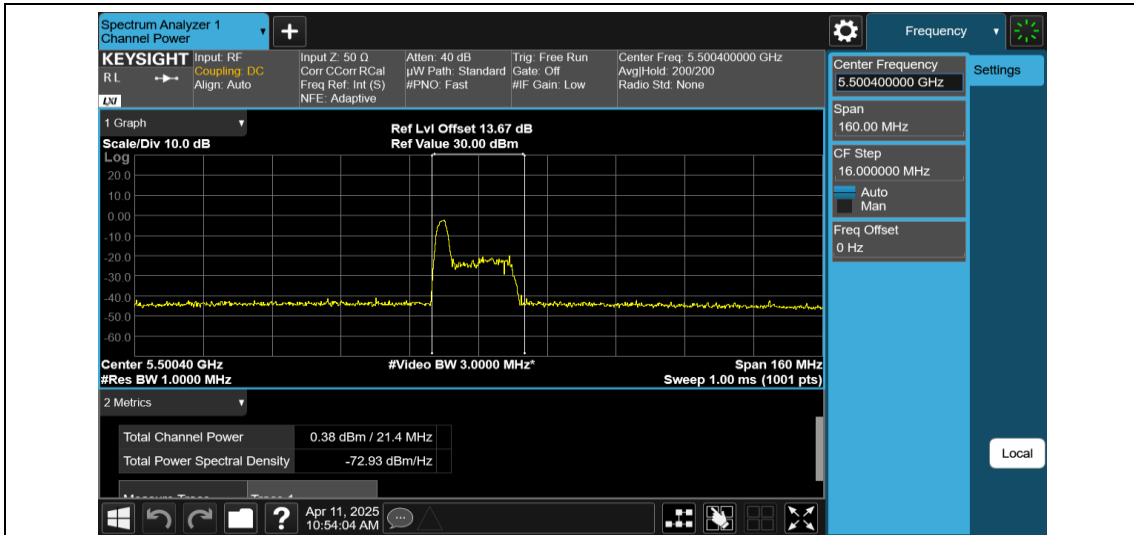 Spectrum Analyzer 1
Channel Power
Frequency
KEYSIGHT
R L
LXI
Input: RF
Coupling: DC
Align: Auto
Input Z: 50 Ω
Corr CCorr RCal
Freq Ref: Int (S)
NFE: Adaptive
Atten: 40 dB
µW Path: Standard
#PNO: Fast
Trig: Free Run
Gate: Off
#IF Gain: Low
Center Freq: 5.500400000 GHz
Avg|Hold: 200/200
Radio Std: None
Center Frequency
5.500400000 GHz
Settings
Span
160.00 MHz
CF Step
16.000000 MHz
Auto
Man
Freq Offset
0 Hz
Local
1 Graph
Scale/Div 10.0 dB
Ref Lvl Offset 13.67 dB
Ref Value 30.00 dBm
Log
20.0
10.0
0.00
-10.0
-20.0
-30.0
-40.0
-50.0
-60.0
Center 5.50040 GHz
#Video BW 3.0000 MHz*
Span 160 MHz
#Res BW 1.0000 MHz
Sweep 1.00 ms (1001 pts)
2 Metrics
Total Channel Power 0.38 dBm / 21.4 MHz
Total Power Spectral Density -72.93 dBm/Hz
?
Apr 11, 2025
10:54:04 AM